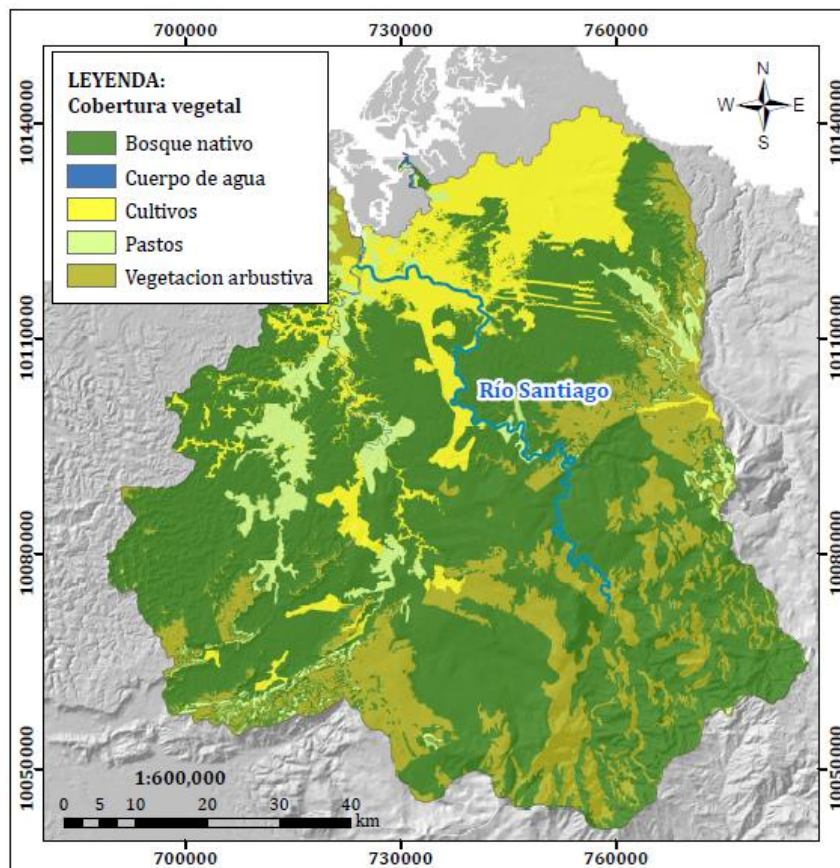 700000 730000 760000
10140000
10110000
10080000
10050000
LEYENDA:
Cobertura vegetal
Bosque nativo
Cuerpo de agua
Cultivos
Pastos
Vegetacion arbustiva
N
W E
S
Río Santiago
10140000
10110000
10080000
10050000
1:600,000
0 5 10 20 30 40
km
700000 730000 760000